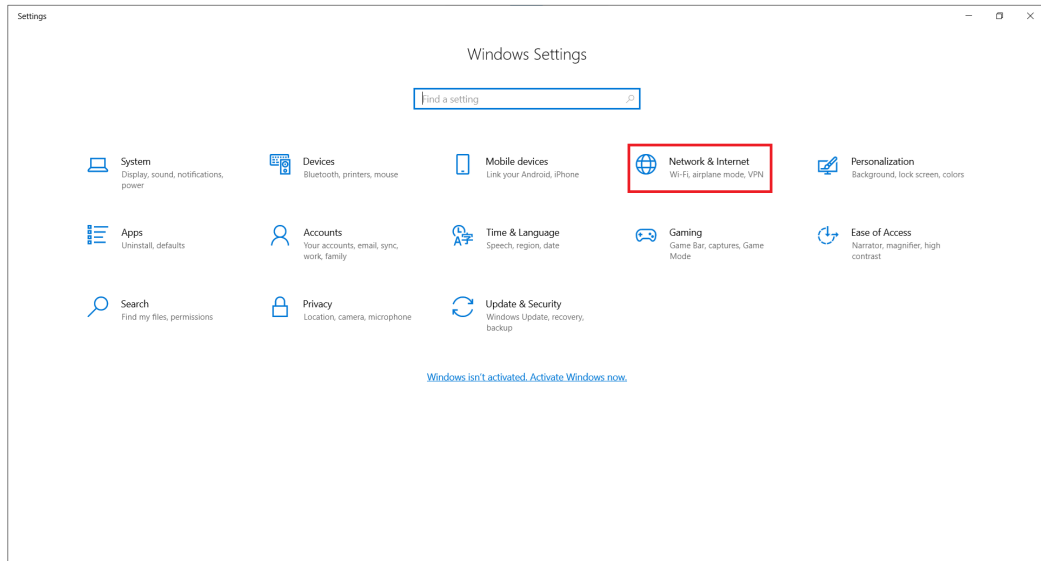 Settings
Windows Settings
Find a setting
System
Display, sound, notifications,
power
Devices
Bluetooth, printers, mouse
Mobile devices
Link your Android, iPhone
Network & Internet
Wi-Fi, airplane mode, VPN
Personalization
Background, lock screen, colors
Apps
Uninstall, defaults
Accounts
Your accounts, email, sync,
work, family
Time & Language
Speech, region, date
Gaming
Game Bar, captures, Game
Mode
Ease of Access
Narrator, magnifier, high
contrast
Search
Find my files, permissions
Privacy
Location, camera, microphone
Update & Security
Windows Update, recovery,
backup
Windows isn't activated. Activate Windows now.